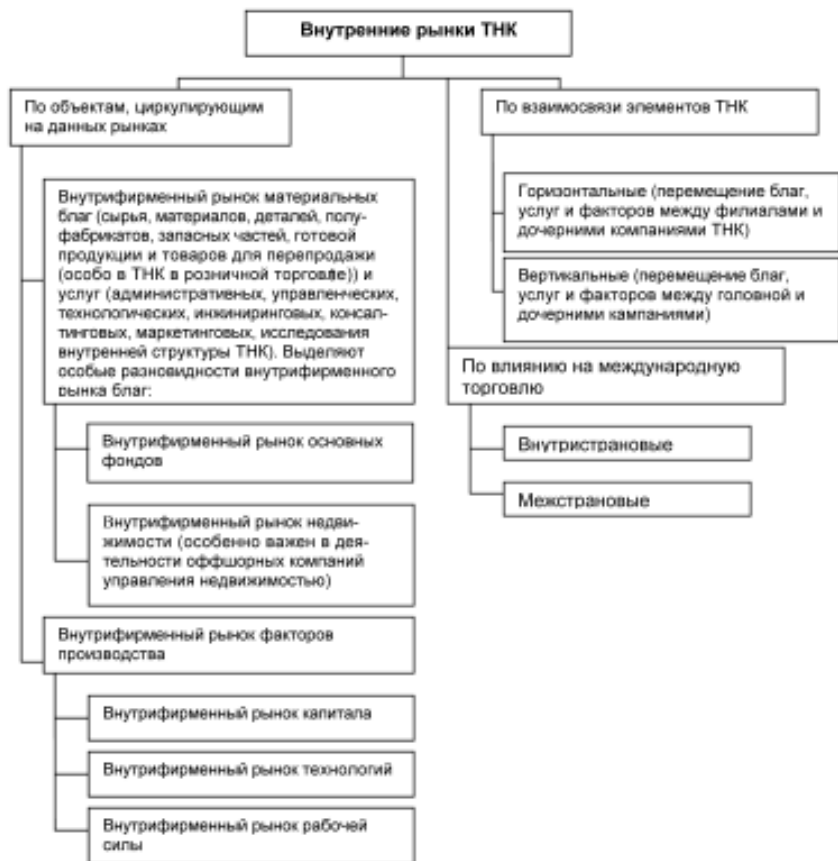 Внутренние рынки ТНК
По объектам, циркулирующим
на данных рынках
Внутрифирменный рынок материальных
благ (сырья, материалов, деталей, полу-
фабрикатов, запасных частей, готовой
продукции и товаров для перепродажи
(особо в ТНК в розничной торговле)) и
услуг (административных, управленческих,
технологических, инжиниринговых, консал-
тинговых, маркетинговых, исследования
внутренней структуры ТНК). Выделяют
особые разновидности внутрифирменного
рынка благ:
Внутрифирменный рынок основных
фондов
Внутрифирменный рынок недви-
жимости (особенно важен в дея-
тельности оффшорных компаний
управления недвижимостью)
Внутрифирменный рынок факторов
производства
Внутрифирменный рынок капитала
Внутрифирменный рынок технологий
Внутрифирменный рынок рабочей
силы
По взаимосвязи элементов ТНК
Горизонтальные (перемещение благ,
услуг и факторов между филиалами и
дочерними компаниями ТНК)
Вертикальные (перемещение благ,
услуг и факторов между головной и
дочерними кампаниями)
По влиянию на международную
торговлю
Внутристрановые
Межстрановые